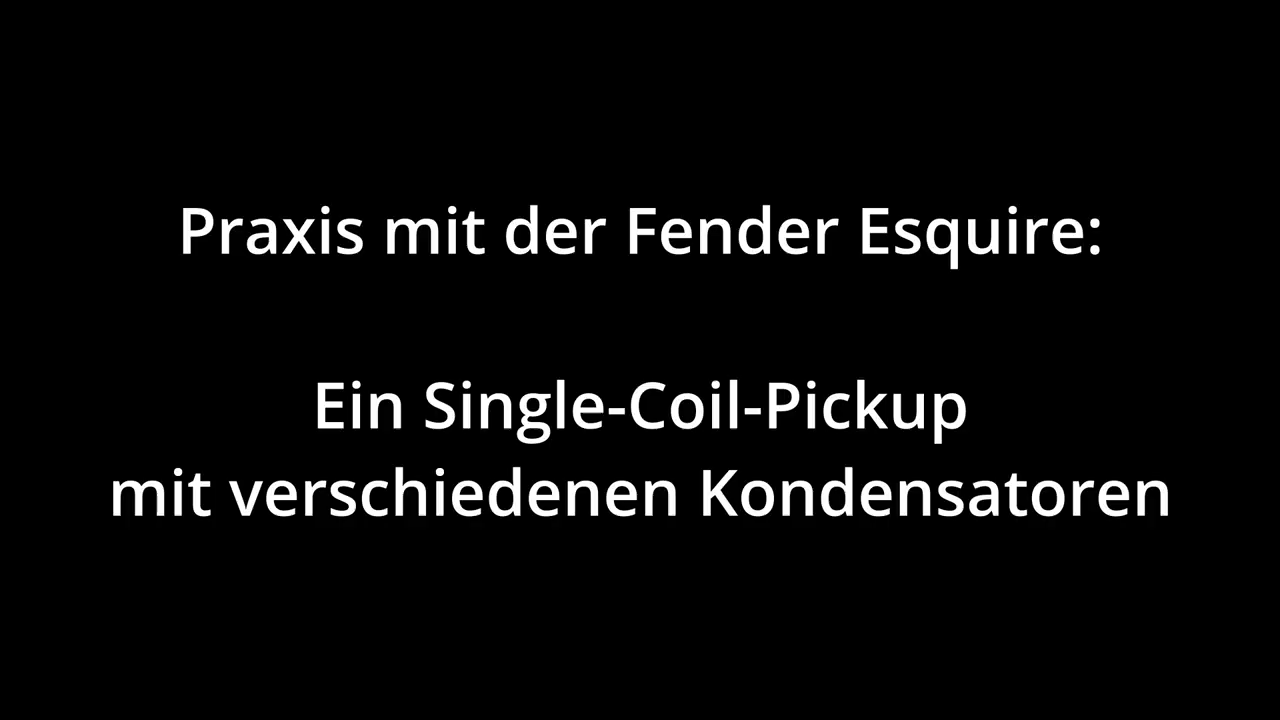 Praxis mit der Fender Esquire:
Ein Single-Coil-Pickup
mit verschiedenen Kondensatoren